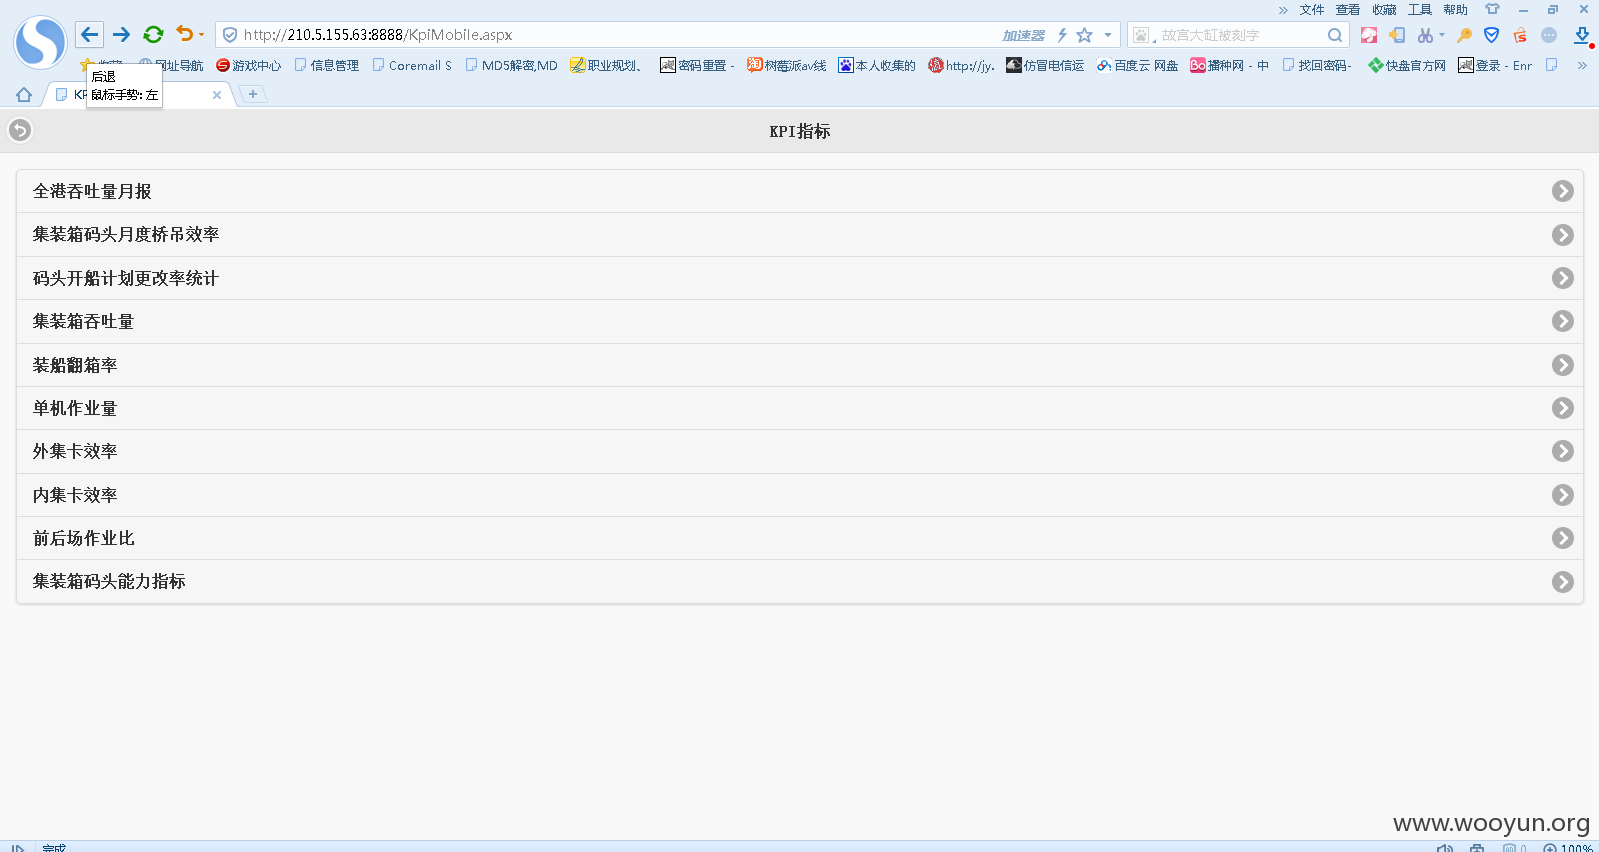 » 文件 查看 收藏 工具 帮助
http://210.5.155.63:8888/KpiMobile.aspx 加速器 故宫大缸被刻字
网址导航 游戏中心 信息管理 Coremail S MD5解密,MD 职业规划、 密码重置 - 树莓派av线 本人收集的 http://jy. 仿冒电信运 百度云 网盘 播种网 - 中 找回密码- 快盘官方网 登录 - Enr »
后退
鼠标手势: 左
KPI指标
全港吞吐量月报
集装箱码头月度桥吊效率
码头开船计划更改率统计
集装箱吞吐量
装船翻箱率
单机作业量
外集卡效率
内集卡效率
前后场作业比
集装箱码头能力指标
www.wooyun.org
完成 0 100%